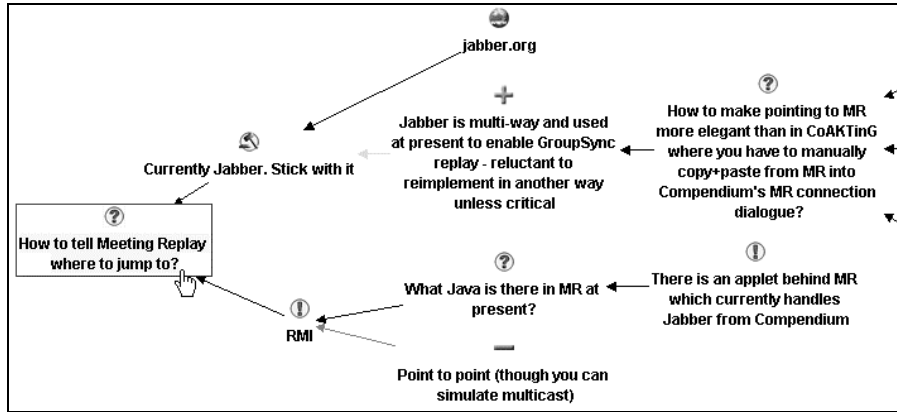 jabber.org
Jabber is multi-way and used
at present to enable GroupSync
replay - reluctant to
reimplement in another way
unless critical
How to make pointing to MR
more elegant than in CoAKTinG
where you have to manually
copy+paste from MR into
Compendium's MR connection
dialogue?
Currently Jabber. Stick with it
How to tell Meeting Replay
where to jump to?
What Java is there in MR at
present?
There is an applet behind MR
which currently handles
Jabber from Compendium
RMI
Point to point (though you can
simulate multicast)